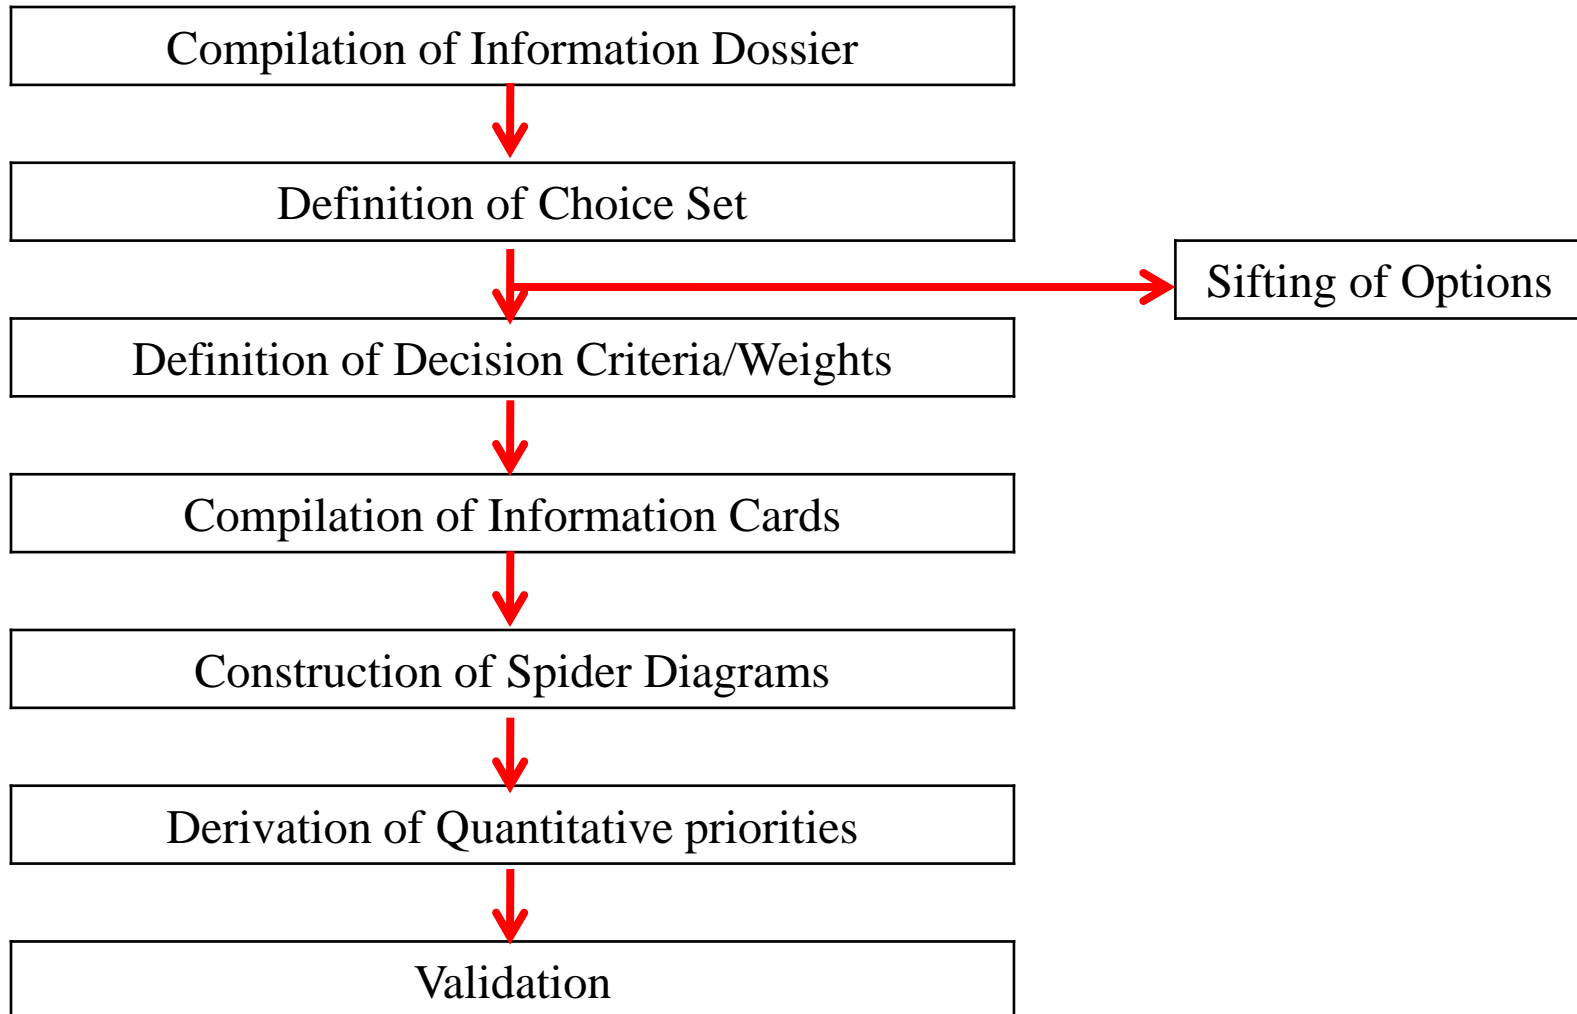 Compilation of Information Dossier
Definition of Choice Set
Sifting of Options
Definition of Decision Criteria/Weights
Compilation of Information Cards
Construction of Spider Diagrams
Derivation of Quantitative priorities
Validation